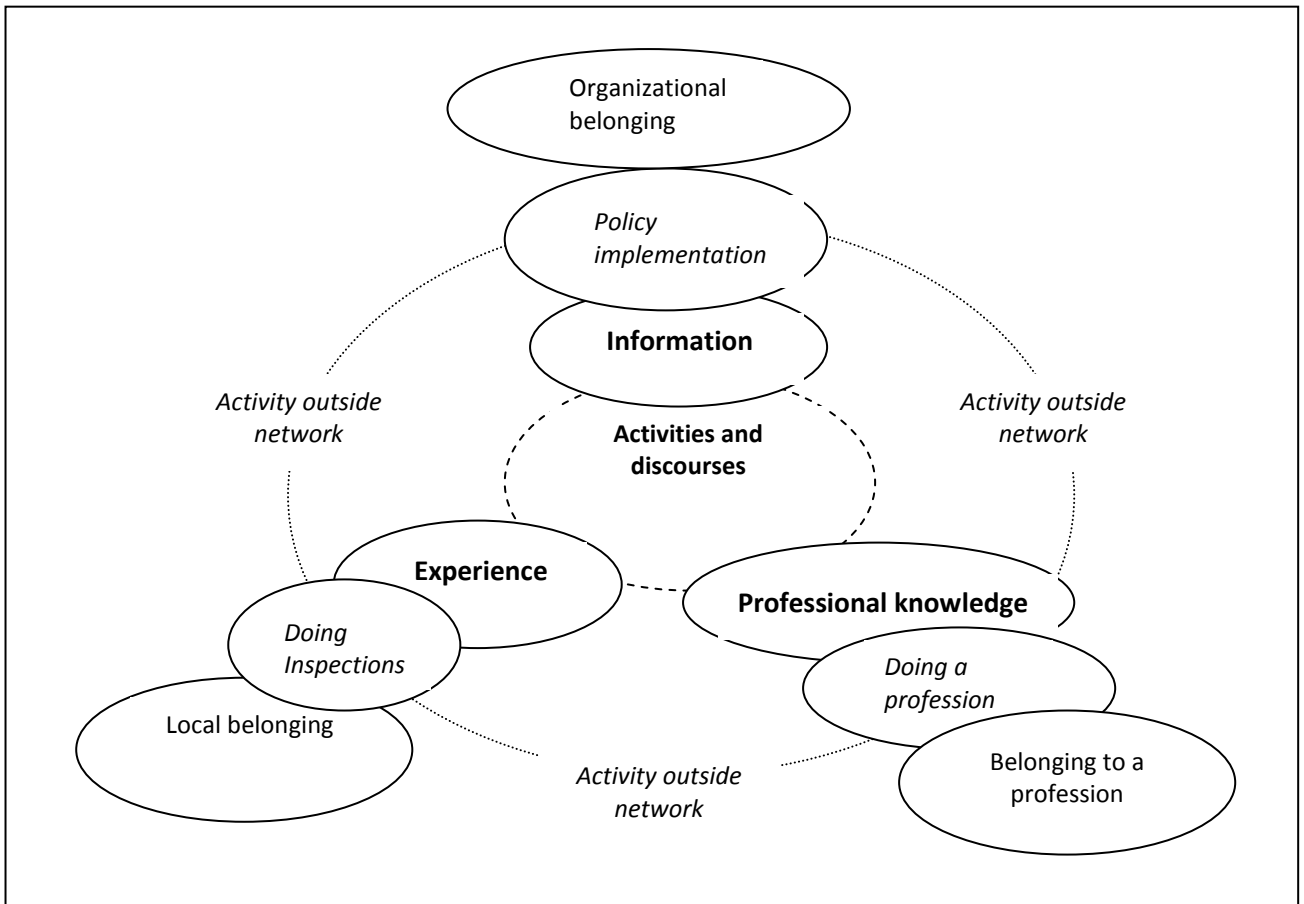 Organizational
belonging
Policy
implementation
Information
Activity outside
network
Activity outside
network
Activities and
discourses
Experience
Professional knowledge
Doing
Inspections
Doing a
profession
Local belonging
Belonging to a
profession
Activity outside
network